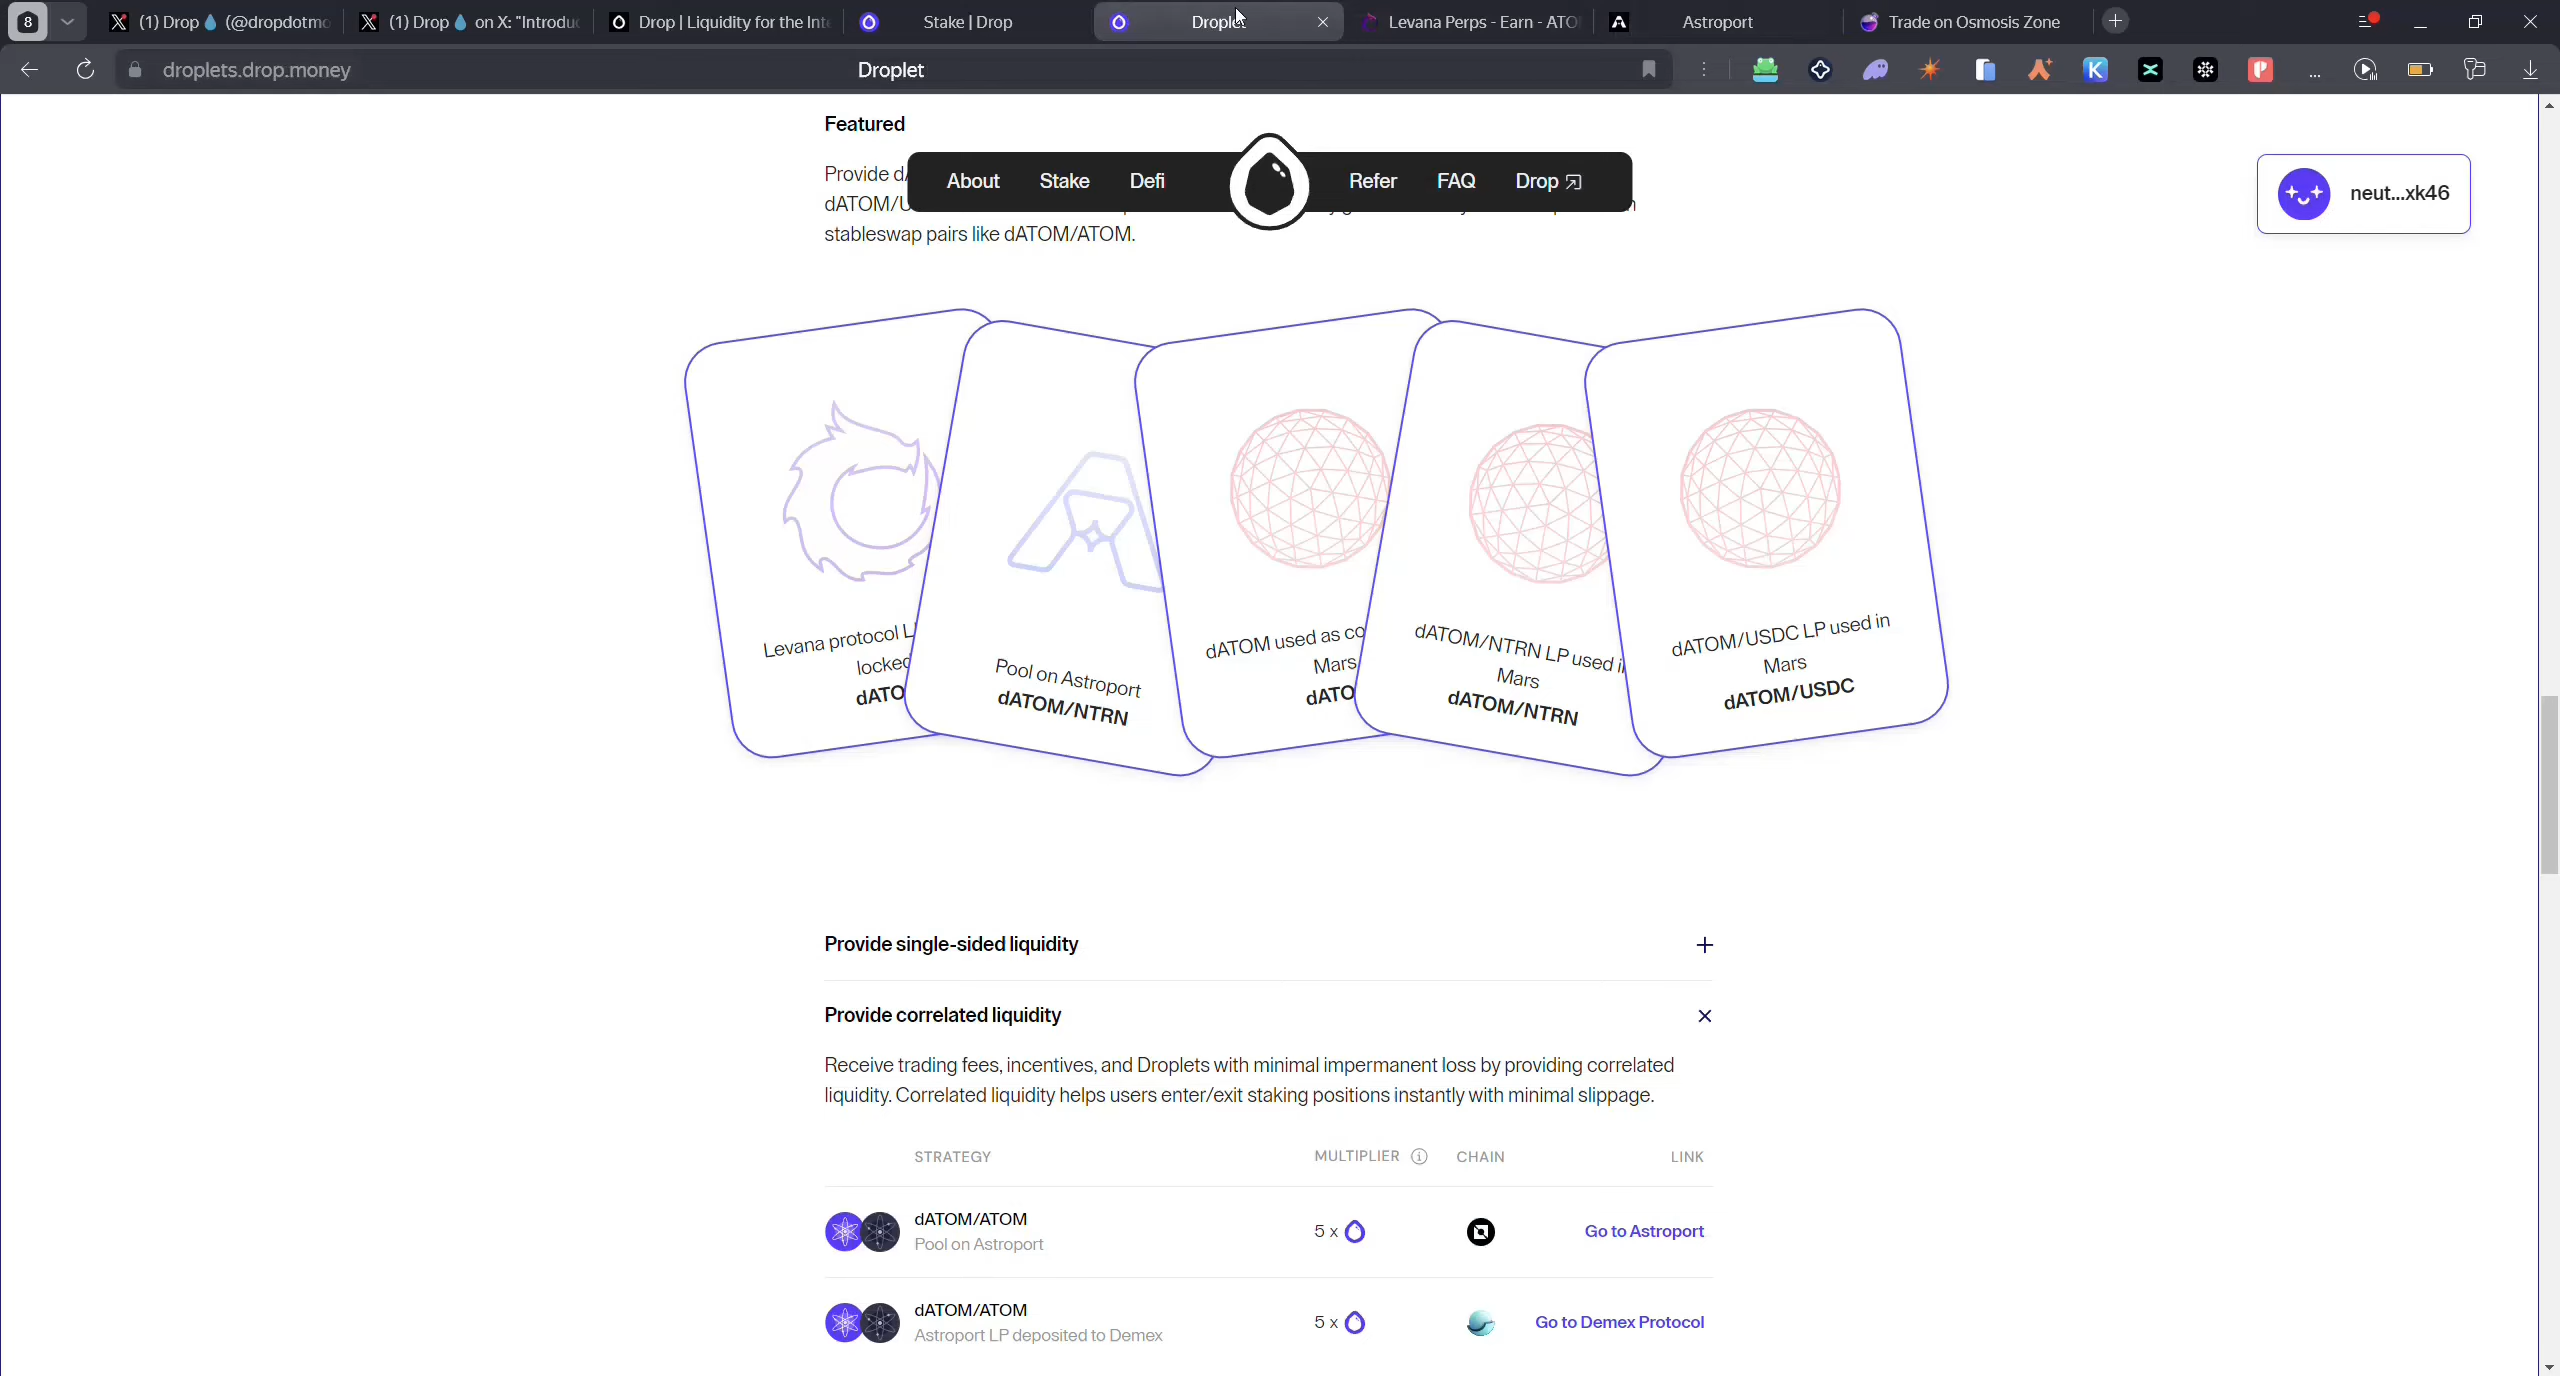 8
(1) Drop💧 (@dropdotmo
(1) Drop💧 on X: "Introdu
Drop | Liquidity for the Inte
Stake | Drop
Droplet
Levana Perps - Earn - ATO
Astroport
Trade on Osmosis Zone
droplets.drop.money
Droplet
Featured
About
Stake
Defi
Refer
FAQ
Drop
neut...xk46
Provide dA
dATOM/U
stableswap pairs like dATOM/ATOM.
Levana protocol L
locked
dATO
Pool on Astroport
dATOM/NTRN
dATOM used as co
Mars
dATO
dATOM/NTRN LP used i
Mars
dATOM/NTRN
dATOM/USDC LP used in
Mars
dATOM/USDC
Provide single-sided liquidity
Provide correlated liquidity
Receive trading fees, incentives, and Droplets with minimal impermanent loss by providing correlated
liquidity. Correlated liquidity helps users enter/exit staking positions instantly with minimal slippage.
STRATEGY MULTIPLIER CHAIN LINK
dATOM/ATOM
Pool on Astroport
5 x
Go to Astroport
dATOM/ATOM
Astroport LP deposited to Demex
5 x
Go to Demex Protocol